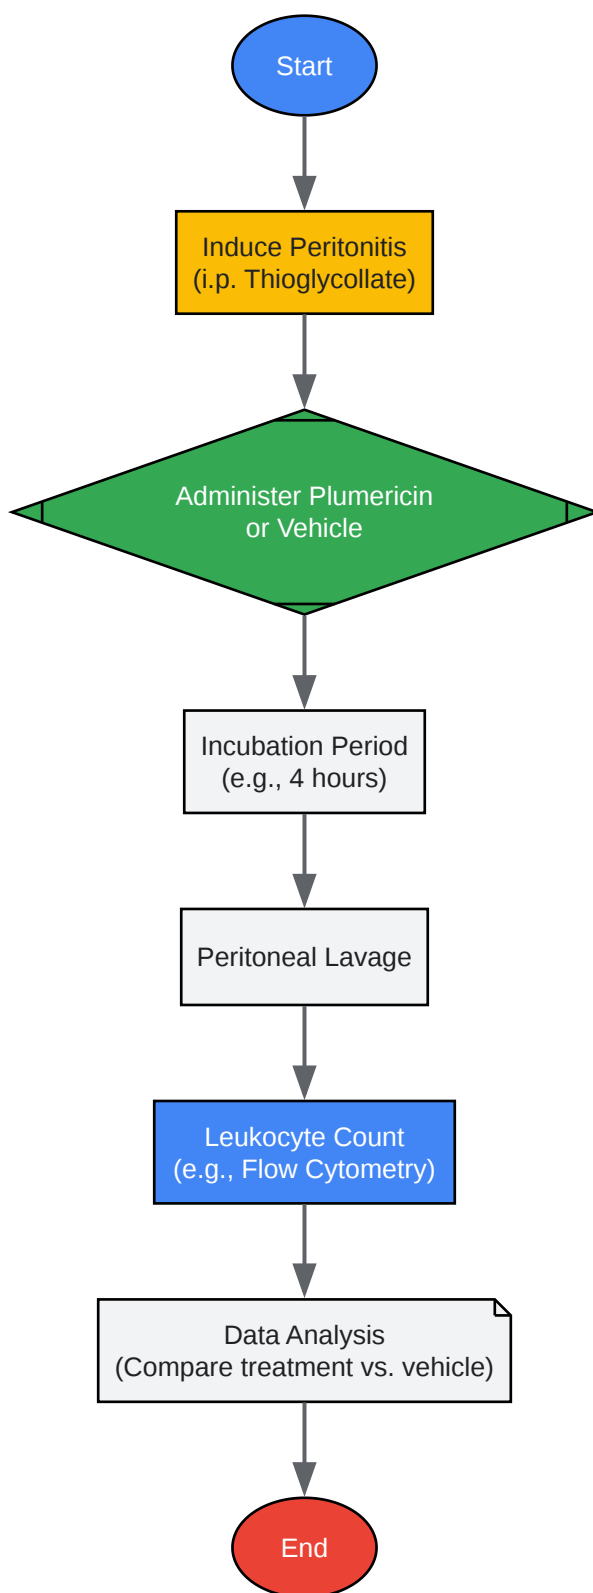 Start
Induce Peritonitis
(i.p. Thioglycollate)
Administer Plumericin
or Vehicle
Incubation Period
(e.g., 4 hours)
Peritoneal Lavage
Leukocyte Count
(e.g., Flow Cytometry)
Data Analysis
(Compare treatment vs. vehicle)
End